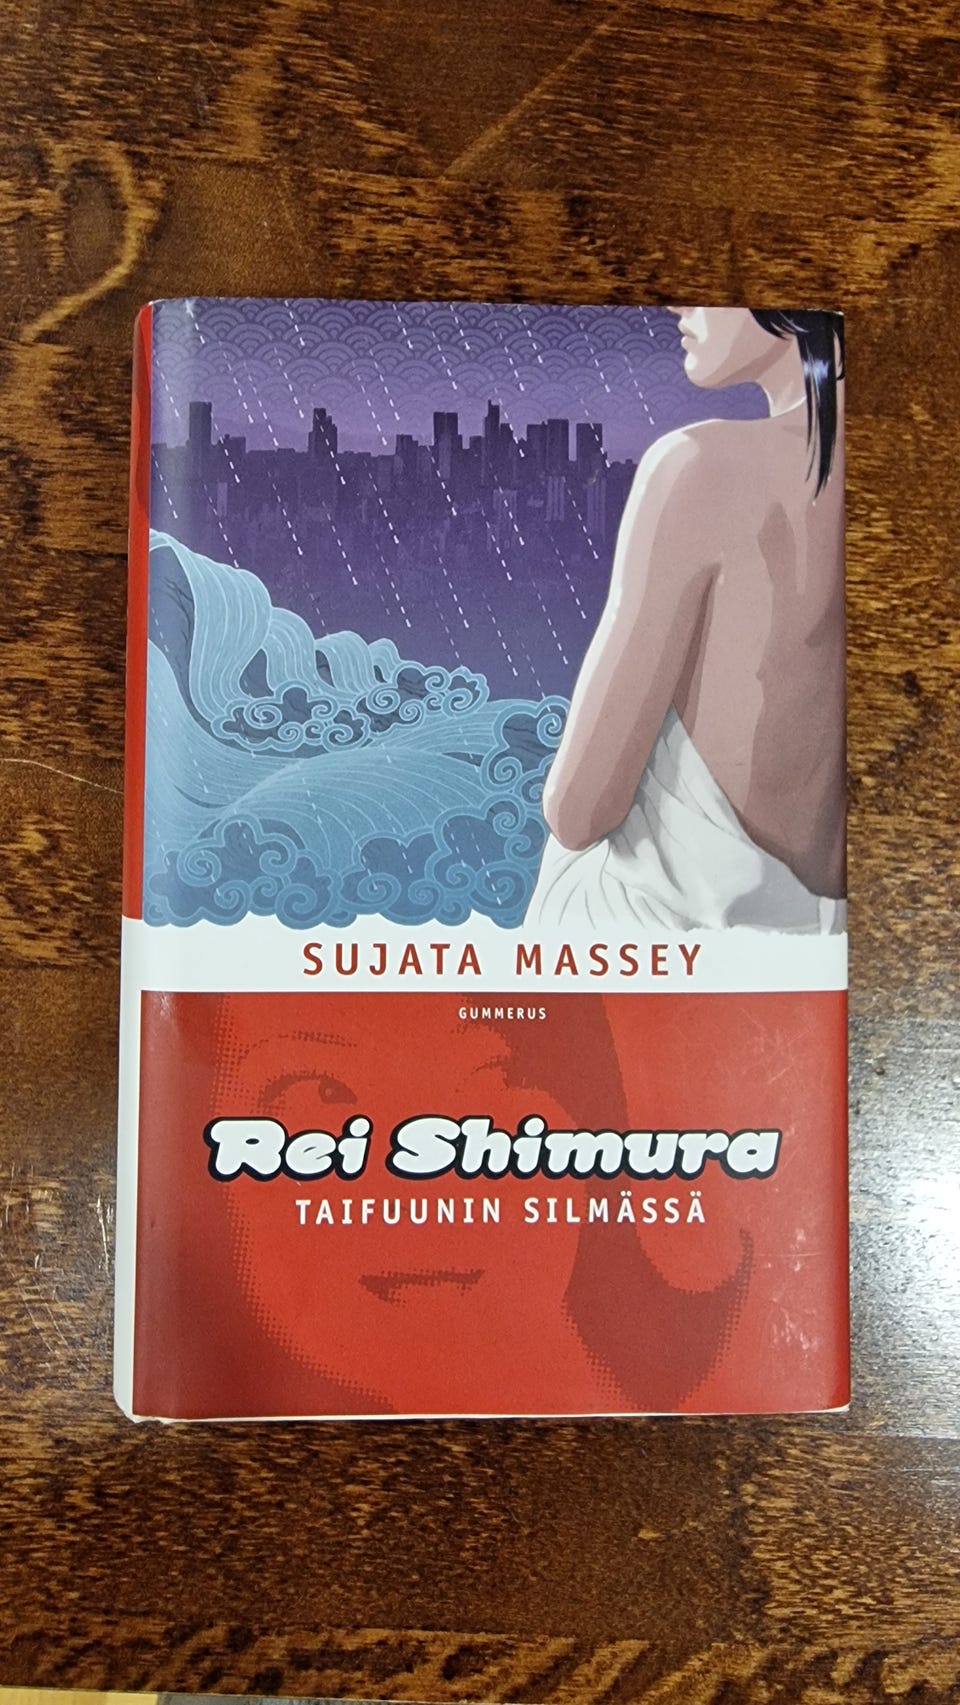 SUJATA MASSEY
GUMMERUS
Rei Shimura
TAIFUUNIN SILMÄSSÄ